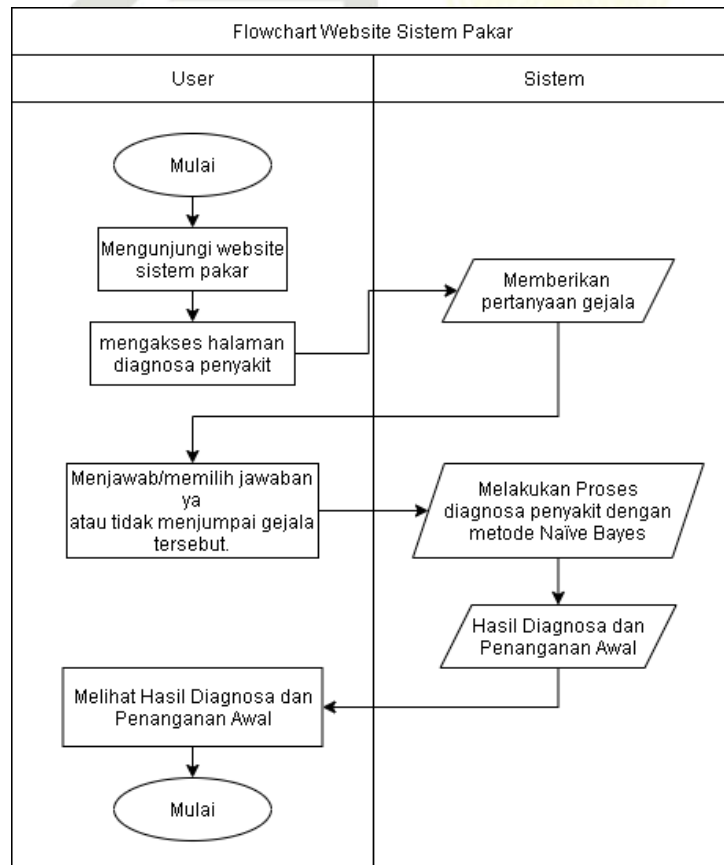 Flowchart Website Sistem Pakar
User
Sistem
Mulai
Mengunjungi website
sistem pakar
mengakses halaman
diagnosa penyakit
Memberikan
pertanyaan gejala
Menjawab/memilih jawaban
ya
atau tidak menjumpai gejala
tersebut.
Melakukan Proses
diagnosa penyakit dengan
metode Naïve Bayes
Hasil Diagnosa dan
Penanganan Awal
Melihat Hasil Diagnosa dan
Penanganan Awal
Mulai